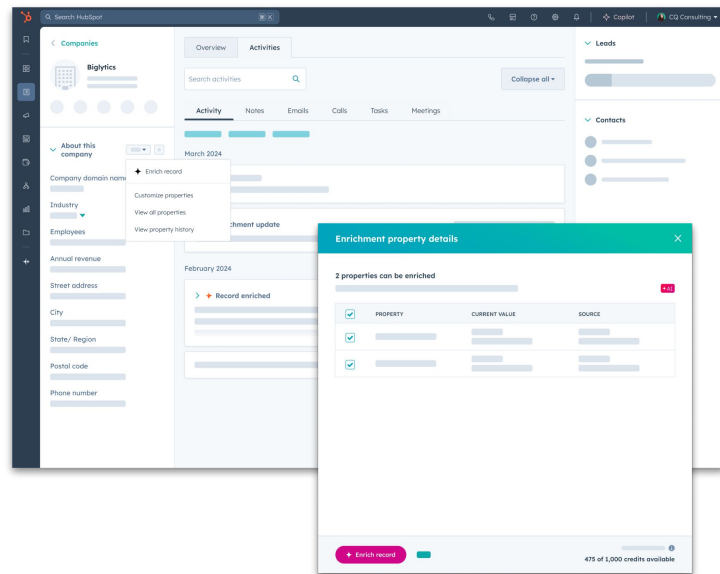 Search HubSpot
⌘ K
Copilot
CQ Consulting
Companies
Biglytics
About this
company
Company domain name
Industry
Employees
Annual revenue
Street address
City
State/ Region
Postal code
Phone number
Enrich record
Customize properties
View all properties
View property history
Overview
Activities
Search activities
Collapse all
Activity
Notes
Emails
Calls
Tasks
Meetings
March 2024
chment update
February 2024
Record enriched
Leads
Contacts
Enrichment property details
2 properties can be enriched
+ AI
PROPERTY
CURRENT VALUE
SOURCE
Enrich record
475 of 1,000 credits available